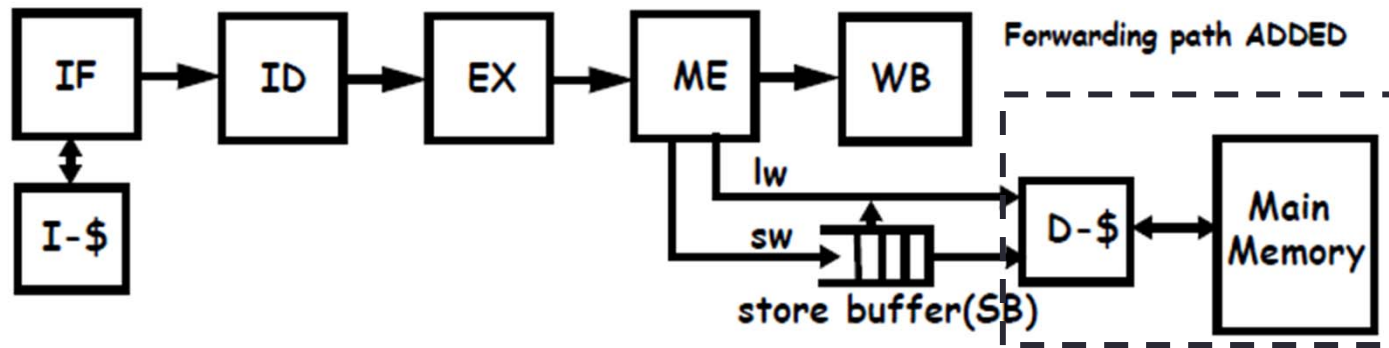 Forwarding path ADDED
IF
ID
EX
ME
WB
lw
I-$
sw
D-$
Main
Memory
store buffer(SB)